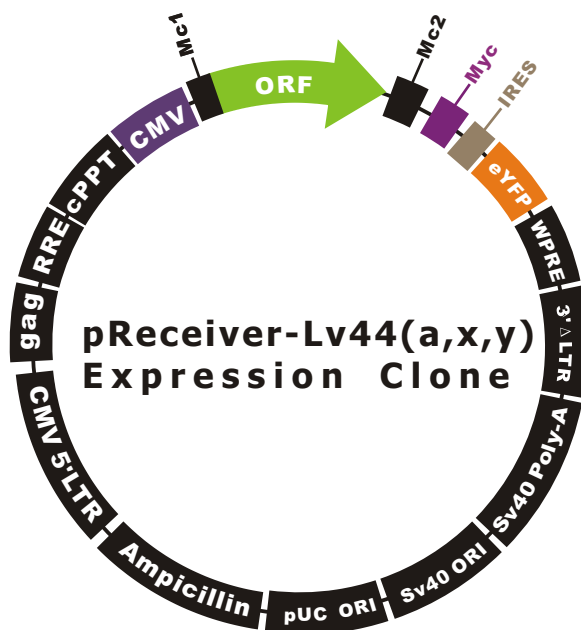 Mc1
ORF
Mc2
Myc
IRES
eYFP
WPRE
3'ΔLTR
Sv40 Poly-A
Sv40 ORI
pUC ORI
Ampicillin
CMV 5'LTR
gag
RRE
cPPT
CMV
pReceiver-Lv44(a,x,y)
Expression Clone